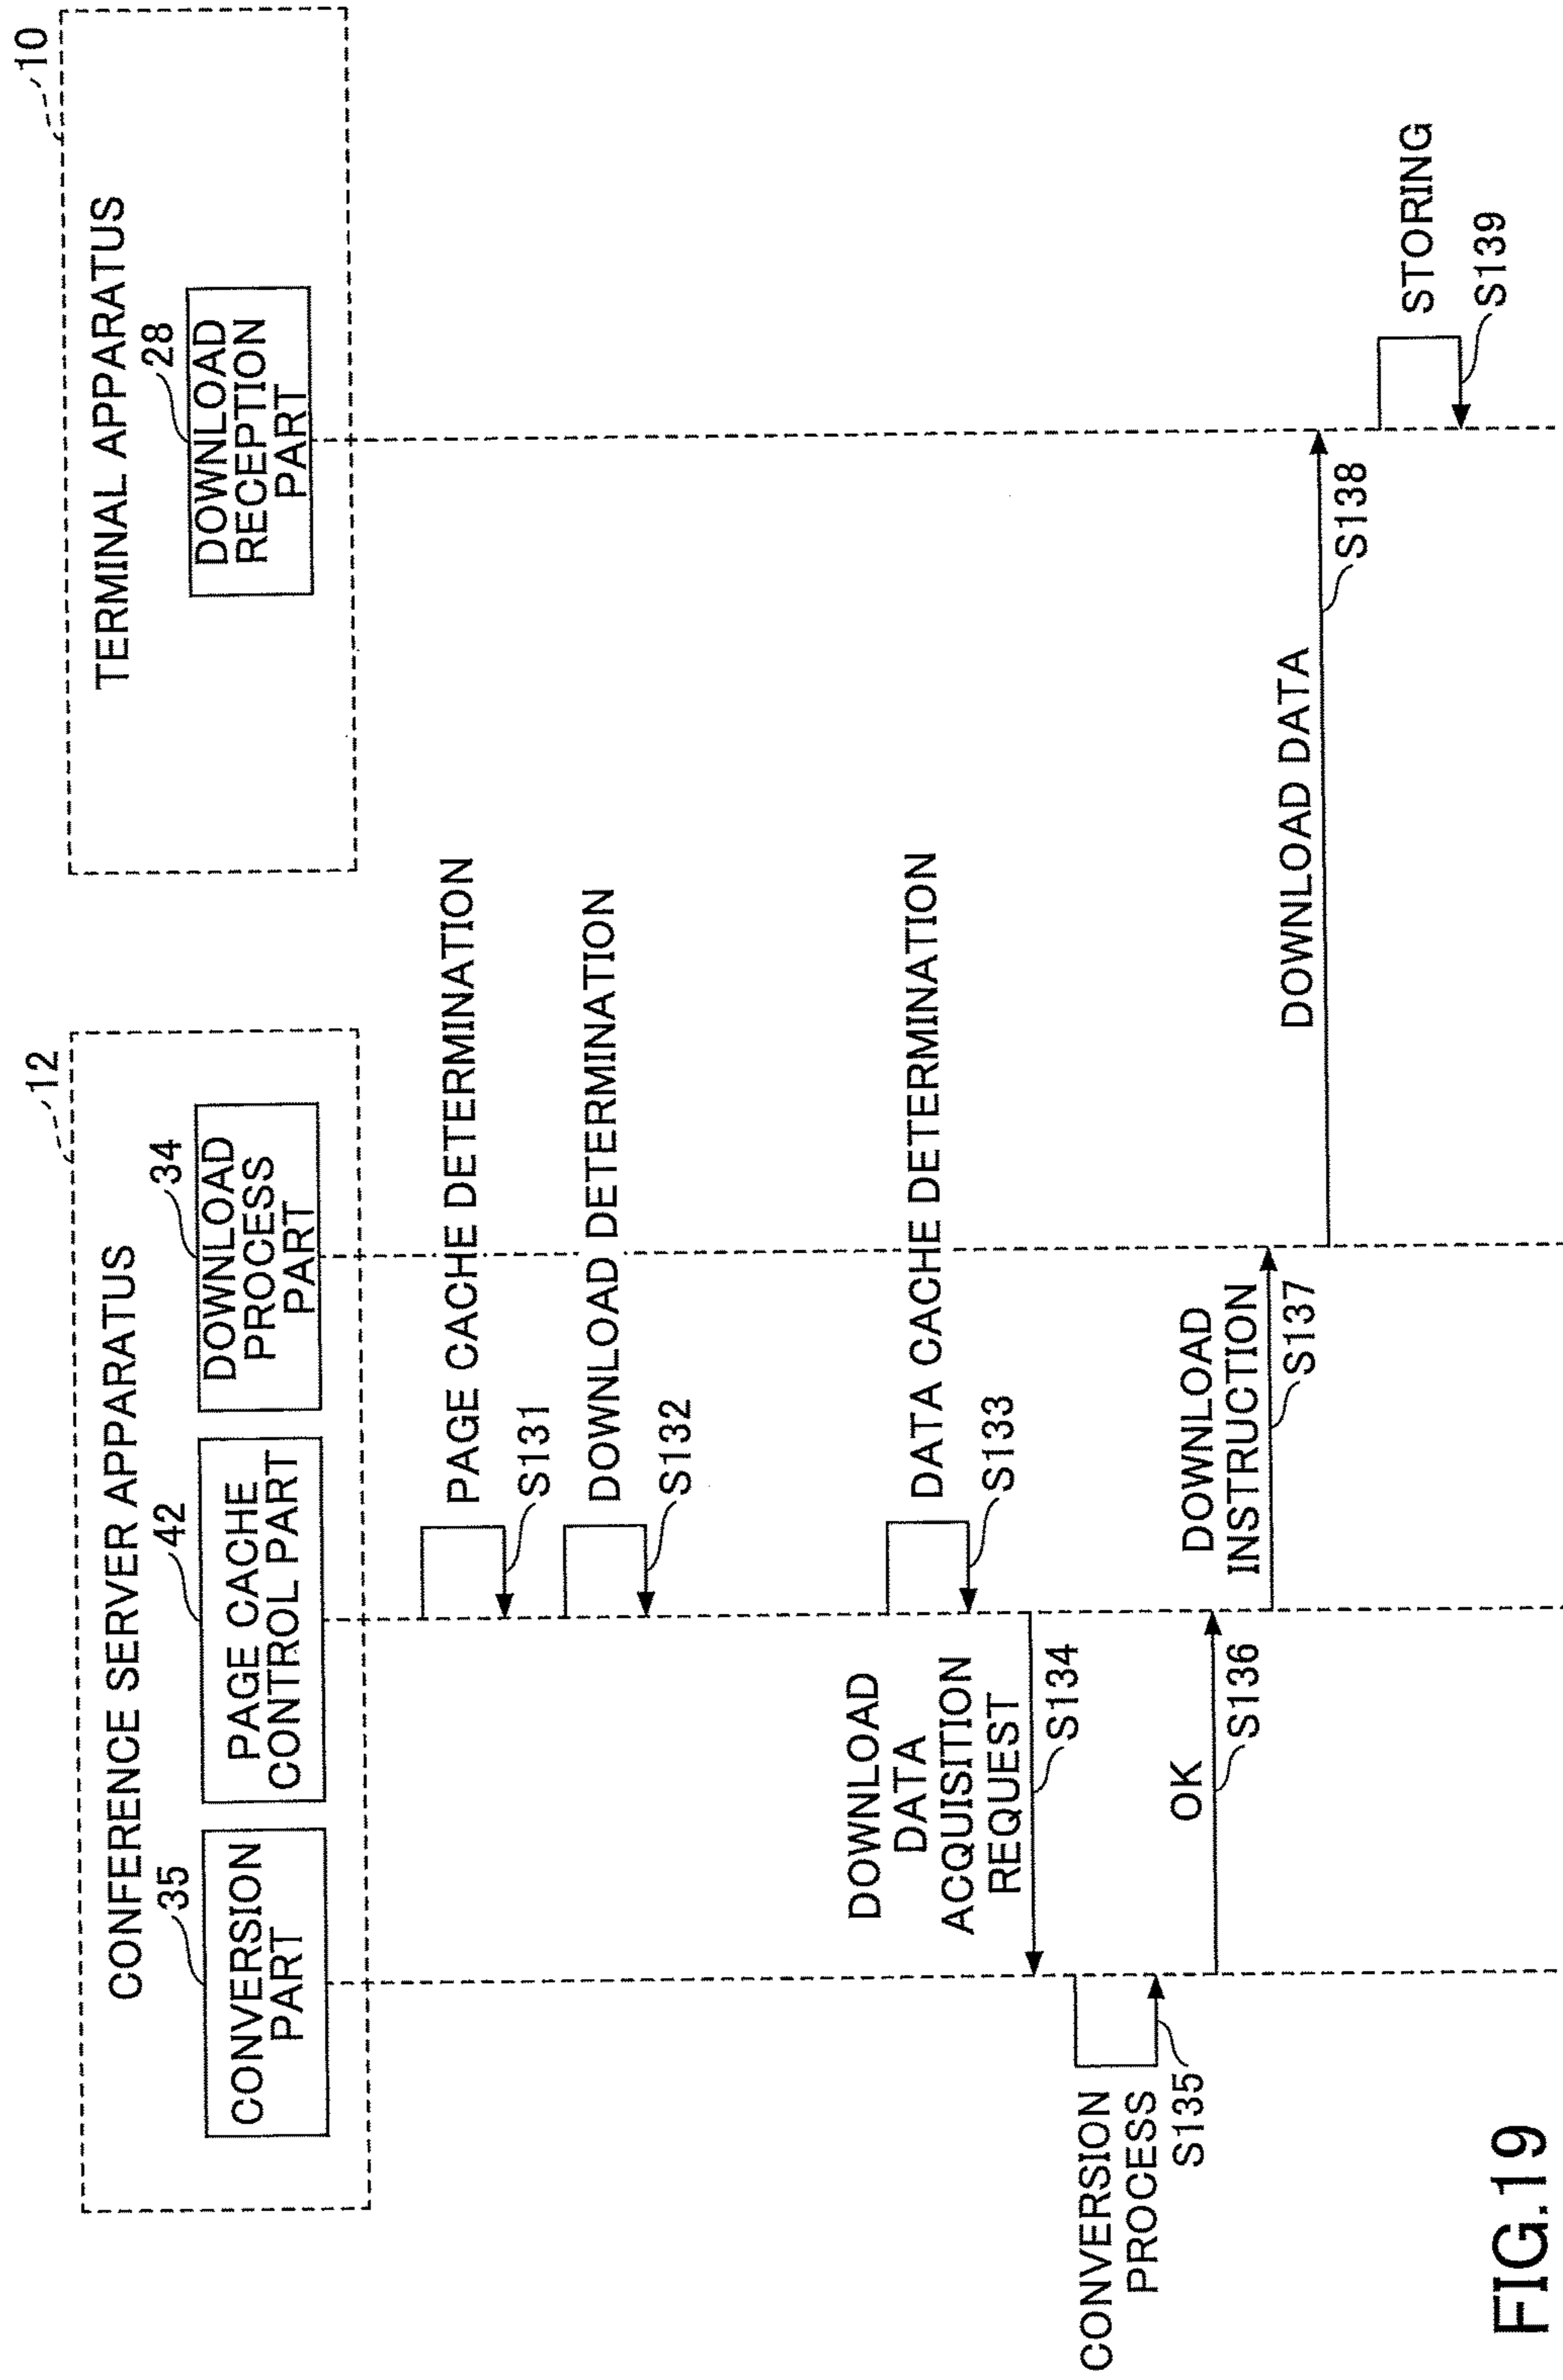 CONFERENCE SERVER APPARATUS
12
35
CONVERSION
PART
42
PAGE CACHE
CONTROL PART
34
DOWNLOAD
PROCESS
PART
10
TERMINAL APPARATUS
28
DOWNLOAD
RECEPTION
PART
PAGE CACHE DETERMINATION
S131
DOWNLOAD DETERMINATION
S132
DATA CACHE DETERMINATION
S133
DOWNLOAD
DATA
ACQUISITION
REQUEST
S134
CONVERSION
PROCESS
S135
OK
S136
DOWNLOAD
INSTRUCTION
S137
DOWNLOAD DATA
S138
STORING
S139
FIG.19